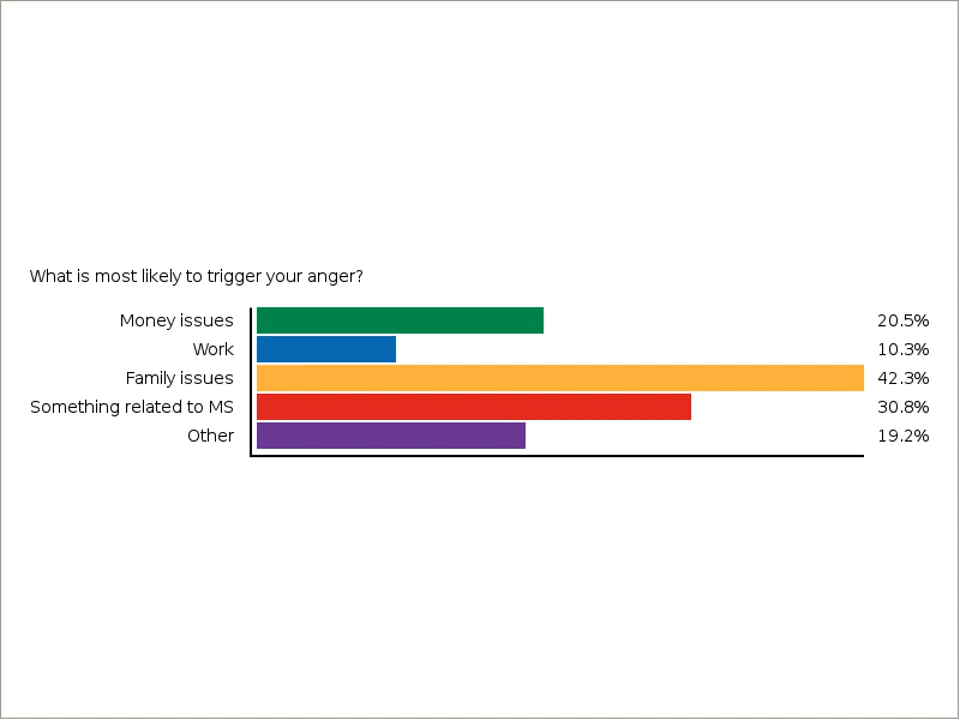 What is most likely to trigger your anger?
Money issues 20.5%
Work 10.3%
Family issues 42.3%
Something related to MS 30.8%
Other 19.2%